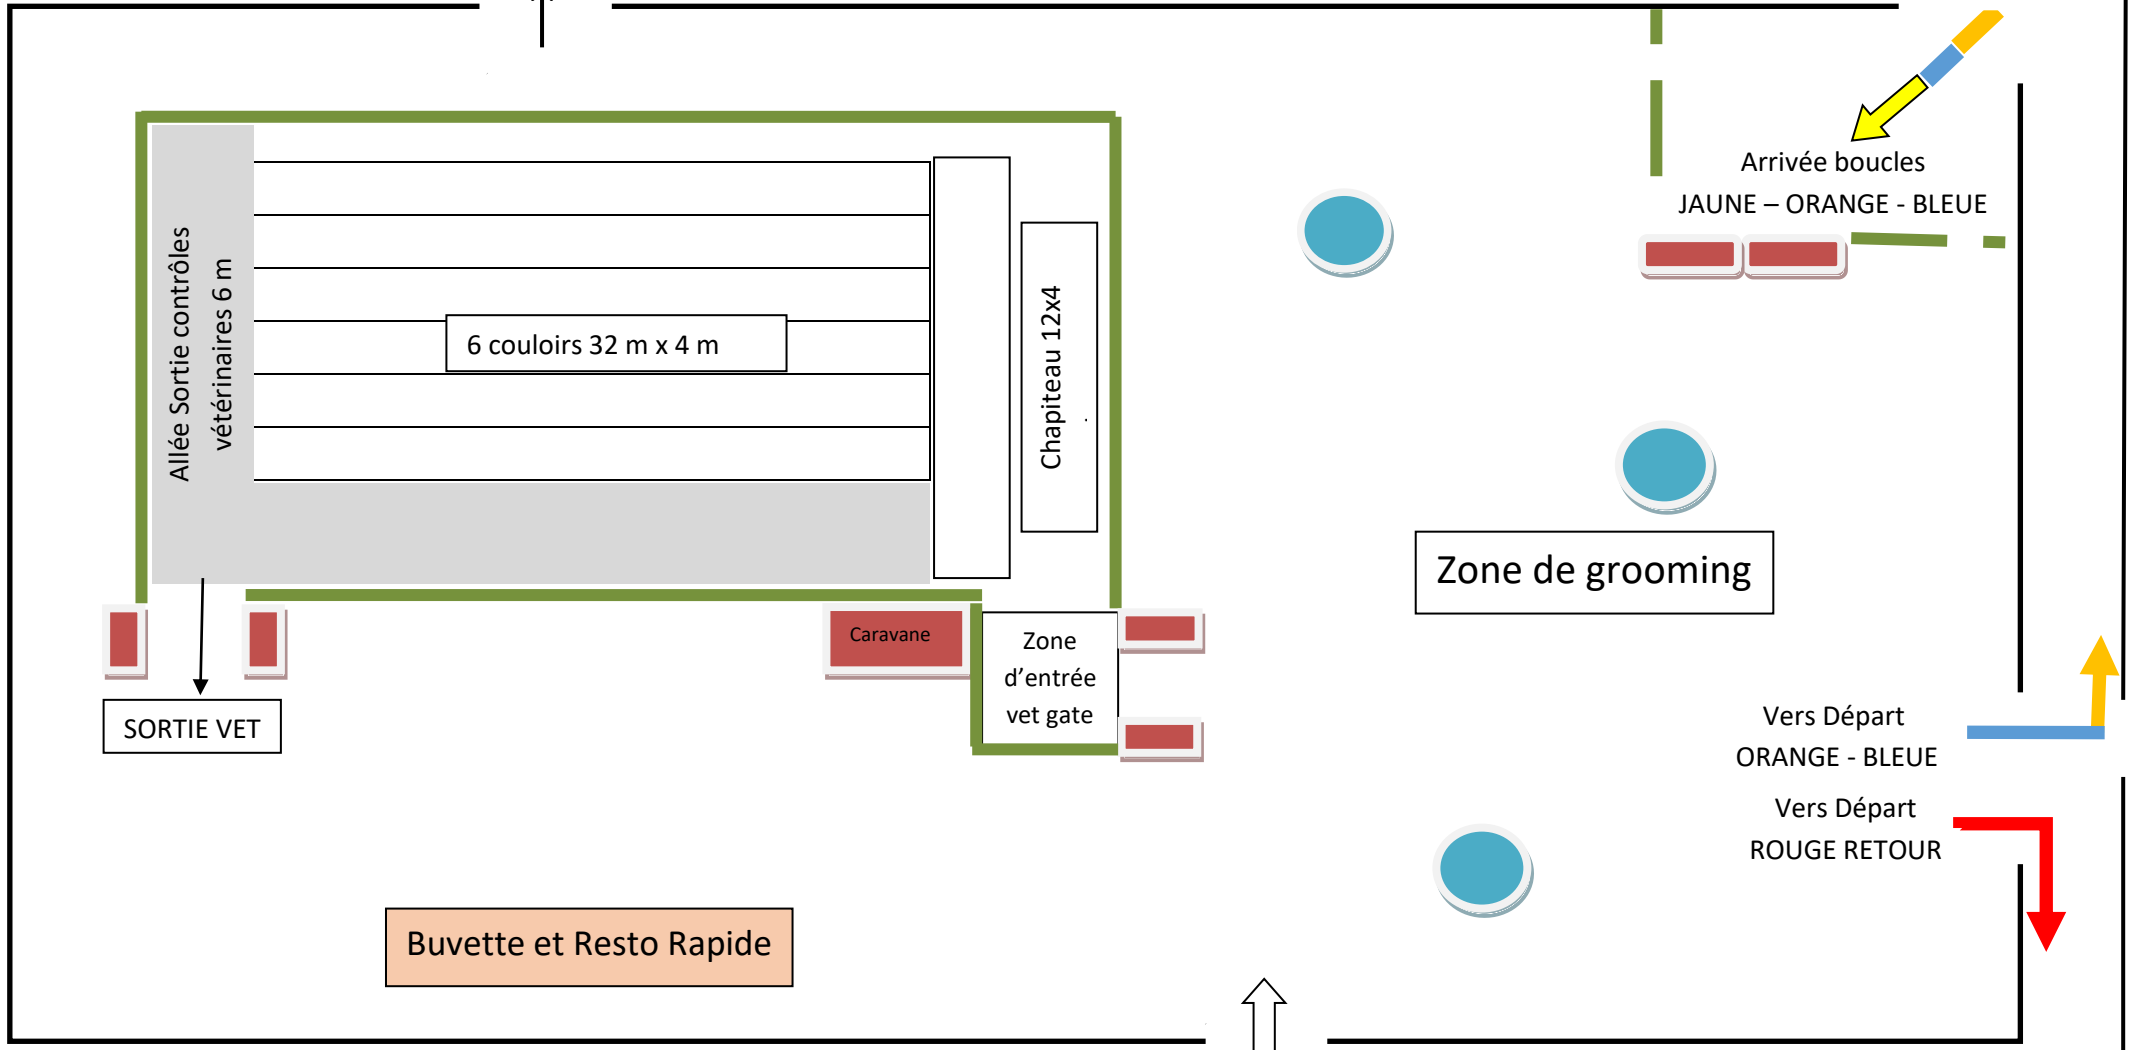 Arrivée boucles
JAUNE – ORANGE - BLEUE
Allée Sortie contrôles
vétérinaires 6 m
6 couloirs 32 m x 4 m
Chapiteau 12x4
Zone de grooming
Caravane
Zone
d’entrée
vet gate
SORTIE VET
Vers Départ
ORANGE - BLEUE
Vers Départ
ROUGE RETOUR
Buvette et Resto Rapide